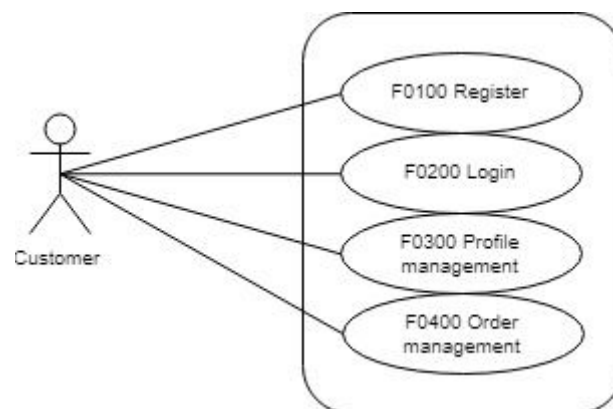 F0100 Register
F0200 Login
Customer
F0300 Profile
management
F0400 Order
management